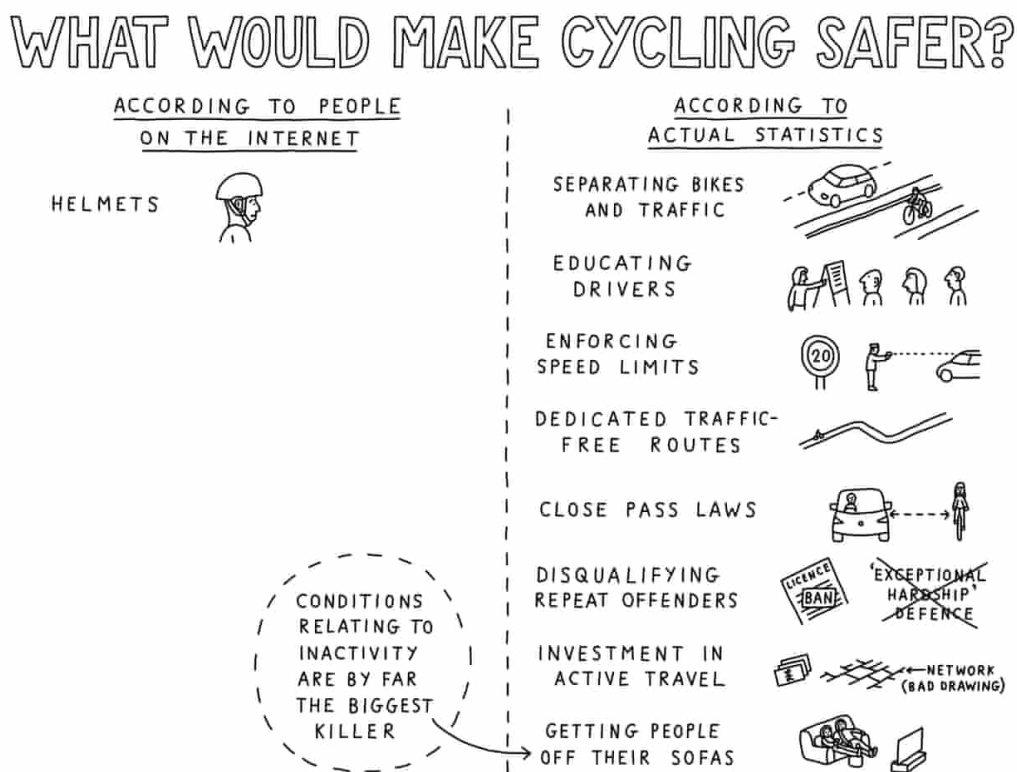 WHAT WOULD MAKE CYCLING SAFER?
ACCORDING TO PEOPLE
ON THE INTERNET
HELMETS
ACCORDING TO
ACTUAL STATISTICS
SEPARATING BIKES
AND TRAFFIC
EDUCATING
DRIVERS
ENFORCING
SPEED LIMITS
20
DEDICATED TRAFFIC-
FREE ROUTES
CLOSE PASS LAWS
DISQUALIFYING
REPEAT OFFENDERS
LICENCE
BAN
'EXCEPTIONAL
HARDSHIP'
DEFENCE
INVESTMENT IN
ACTIVE TRAVEL
NETWORK
(BAD DRAWING)
GETTING PEOPLE
OFF THEIR SOFAS
CONDITIONS
RELATING TO
INACTIVITY
ARE BY FAR
THE BIGGEST
KILLER